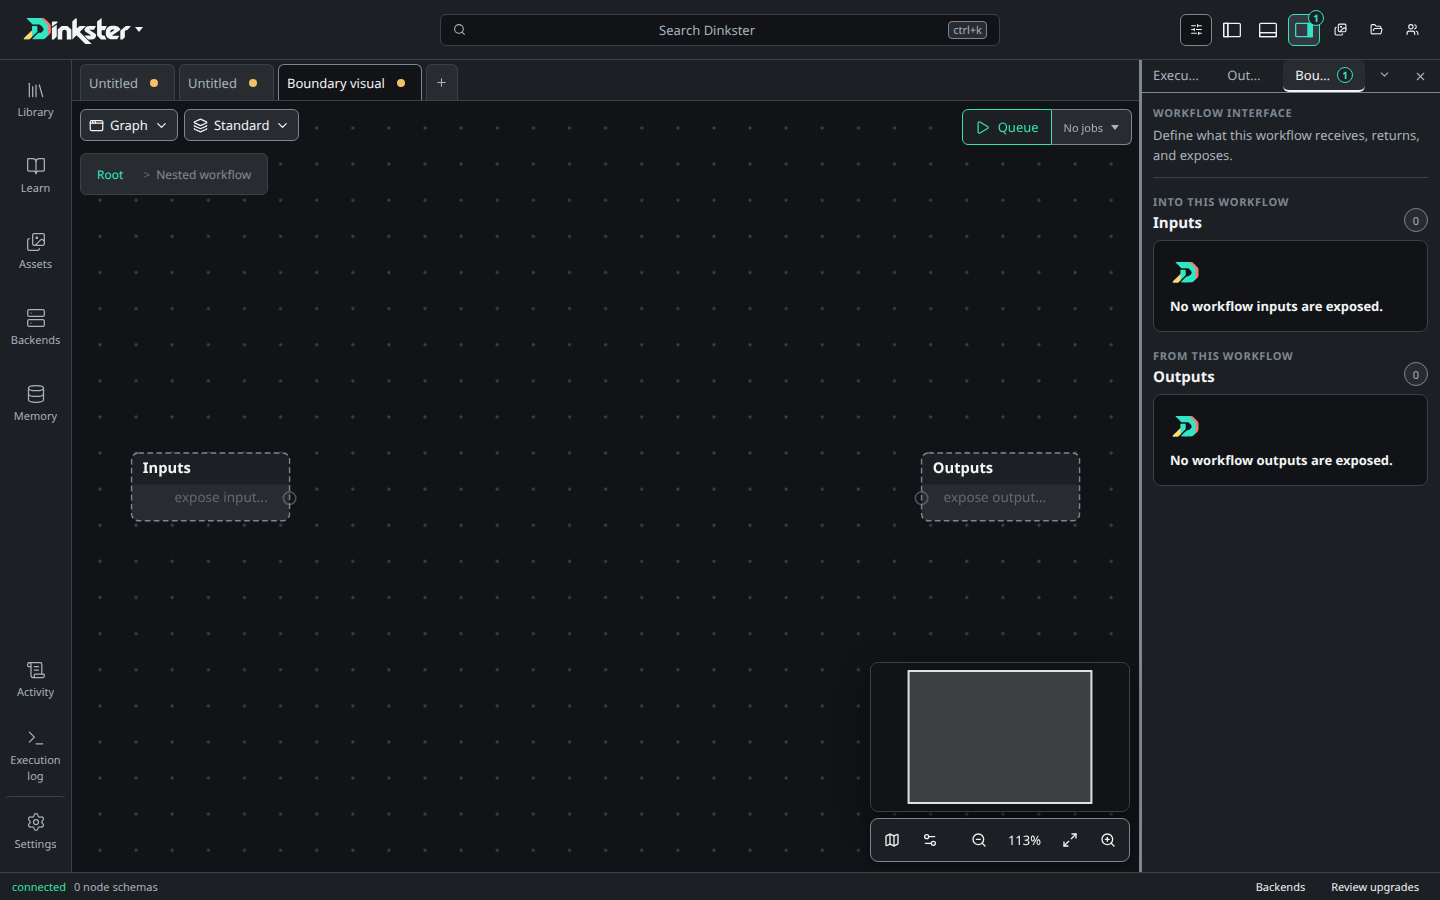 Dinkster
Search Dinkster
ctrl+k
1
Library
Learn
Assets
Backends
Memory
Activity
Execution
log
Settings
Untitled
Untitled
Boundary visual
+
Graph
Standard
Queue
No jobs
Root > Nested workflow
Inputs
expose input...
Outputs
expose output...
113%
Execu...
Out...
Bou... 1
WORKFLOW INTERFACE
Define what this workflow receives, returns,
and exposes.
INTO THIS WORKFLOW
Inputs
0
No workflow inputs are exposed.
FROM THIS WORKFLOW
Outputs
0
No workflow outputs are exposed.
connected 0 node schemas
Backends
Review upgrades